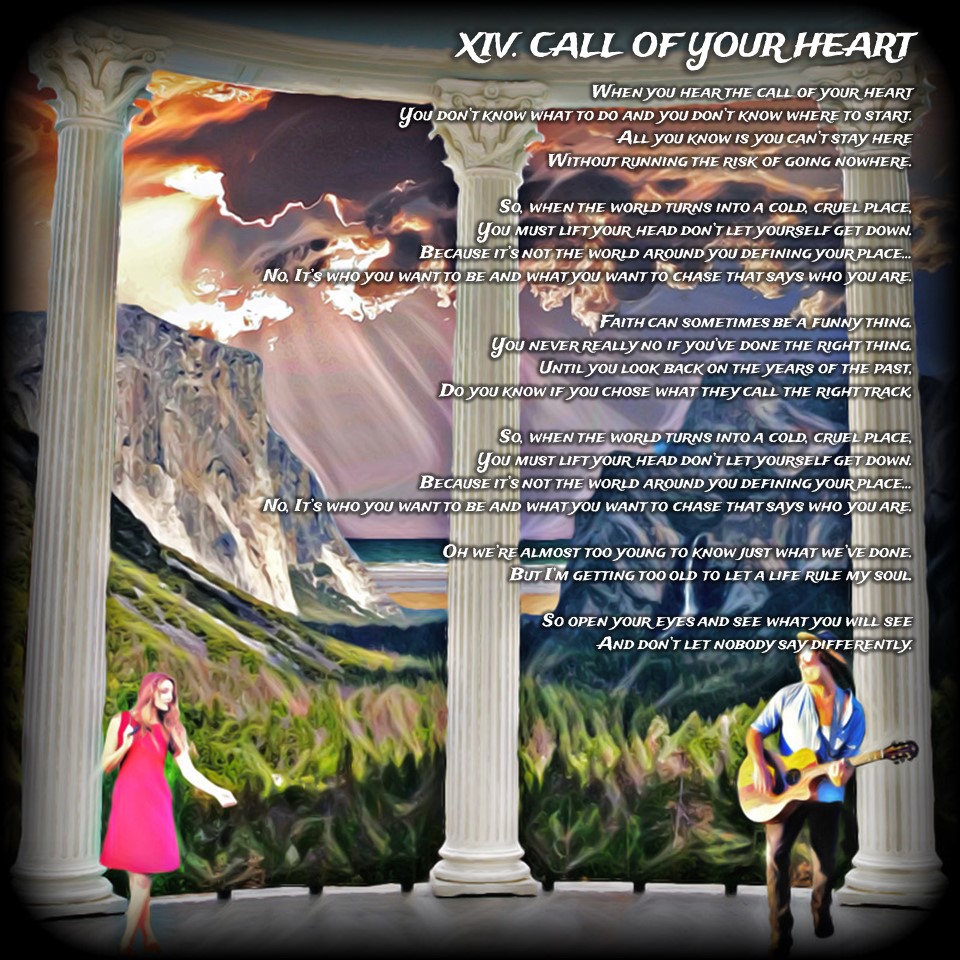 XIV. CALL OF YOUR HEART
WHEN YOU HEAR THE CALL OF YOUR HEART
YOU DON'T KNOW WHAT TO DO AND YOU DON'T KNOW WHERE TO START.
ALL YOU KNOW IS YOU CAN'T STAY HERE
WITHOUT RUNNING THE RISK OF GOING NOWHERE.
SO, WHEN THE WORLD TURNS INTO A COLD, CRUEL PLACE,
YOU MUST LIFT YOUR HEAD DON'T LET YOURSELF GET DOWN.
BECAUSE IT'S NOT THE WORLD AROUND YOU DEFINING YOUR PLACE...
NO, IT'S WHO YOU WANT TO BE AND WHAT YOU WANT TO CHASE THAT SAYS WHO YOU ARE.
FAITH CAN SOMETIMES BE A FUNNY THING.
YOU NEVER REALLY NO IF YOU'VE DONE THE RIGHT THING.
UNTIL YOU LOOK BACK ON THE YEARS OF THE PAST,
DO YOU KNOW IF YOU CHOSE WHAT THEY CALL THE RIGHT TRACK.
SO, WHEN THE WORLD TURNS INTO A COLD, CRUEL PLACE,
YOU MUST LIFT YOUR HEAD DON'T LET YOURSELF GET DOWN.
BECAUSE IT'S NOT THE WORLD AROUND YOU DEFINING YOUR PLACE...
NO, IT'S WHO YOU WANT TO BE AND WHAT YOU WANT TO CHASE THAT SAYS WHO YOU ARE.
OH WE'RE ALMOST TOO YOUNG TO KNOW JUST WHAT WE'VE DONE,
BUT I'M GETTING TOO OLD TO LET A LIFE RULE MY SOUL.
SO OPEN YOUR EYES AND SEE WHAT YOU WILL SEE
AND DON'T LET NOBODY SAY DIFFERENTLY.